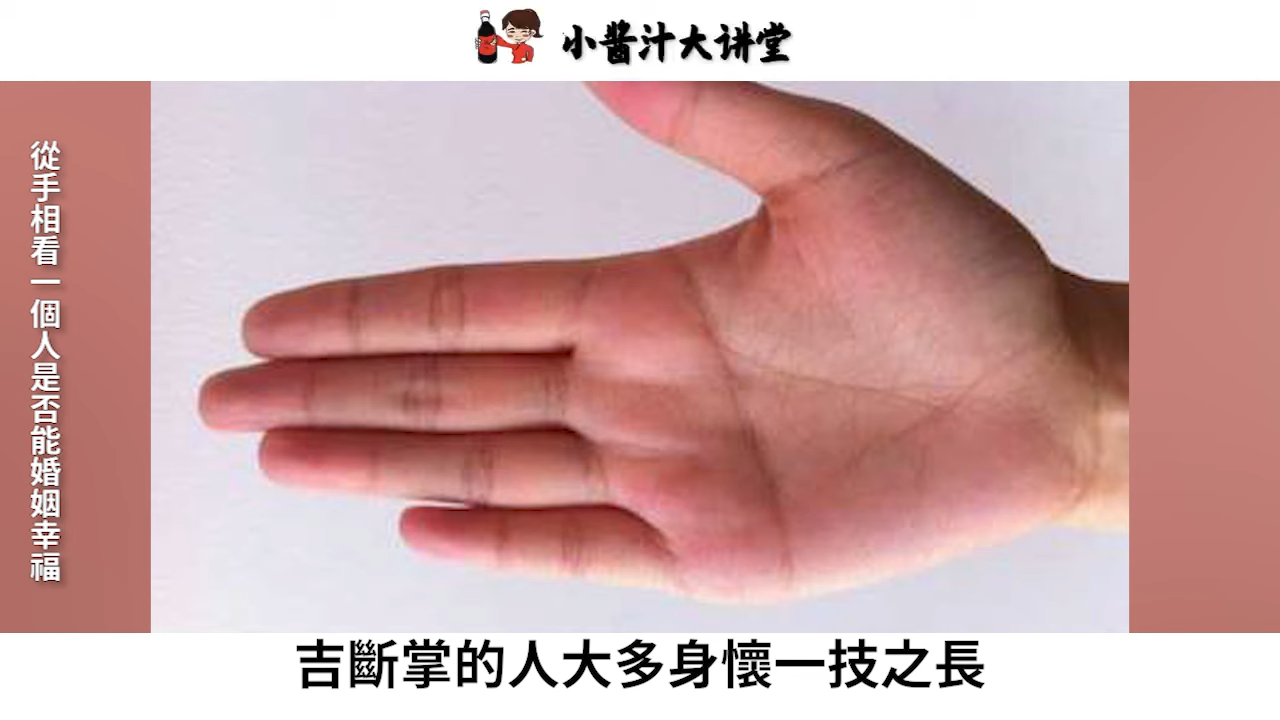 小酱汁大讲堂
從手相看一個人是否能婚姻幸福
吉斷掌的人大多身懷一技之長